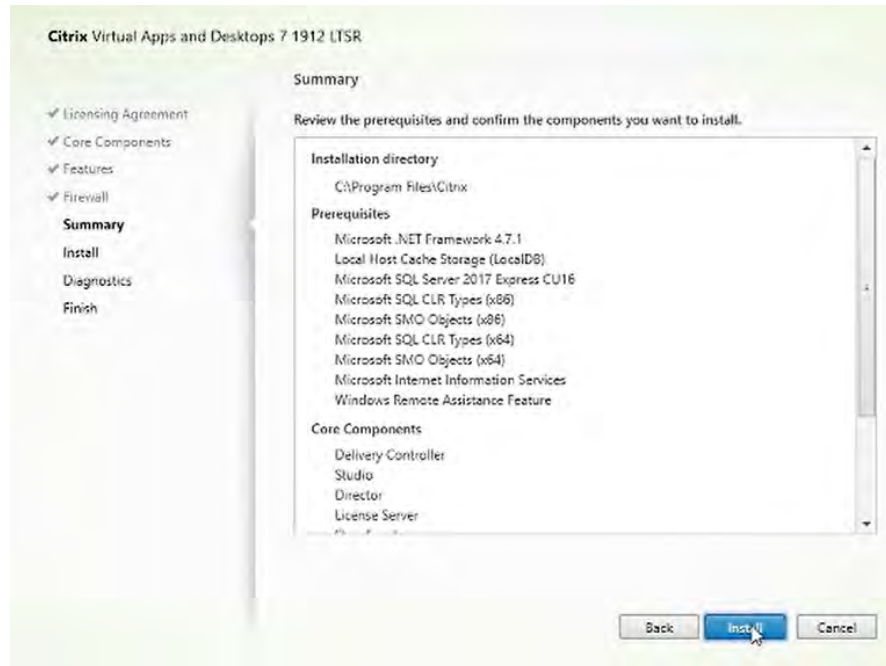 Citrix Virtual Apps and Desktops 7 1912 LTSR
Summary
Licensing Agreement
Core Components
Features
Firewall
Summary
Install
Diagnostics
Finish
Review the prerequisites and confirm the components you want to install.
Installation directory
C:\Program Files\Citrix
Prerequisites
Microsoft .NET Framework 4.7.1
Local Host Cache Storage (LocalDB)
Microsoft SQL Server 2017 Express CU16
Microsoft SQL CLR Types (x86)
Microsoft SMO Objects (x86)
Microsoft SQL CLR Types (x64)
Microsoft SMO Objects (x64)
Microsoft Internet Information Services
Windows Remote Assistance Feature
Core Components
Delivery Controller
Studio
Director
License Server
Back
Install
Cancel